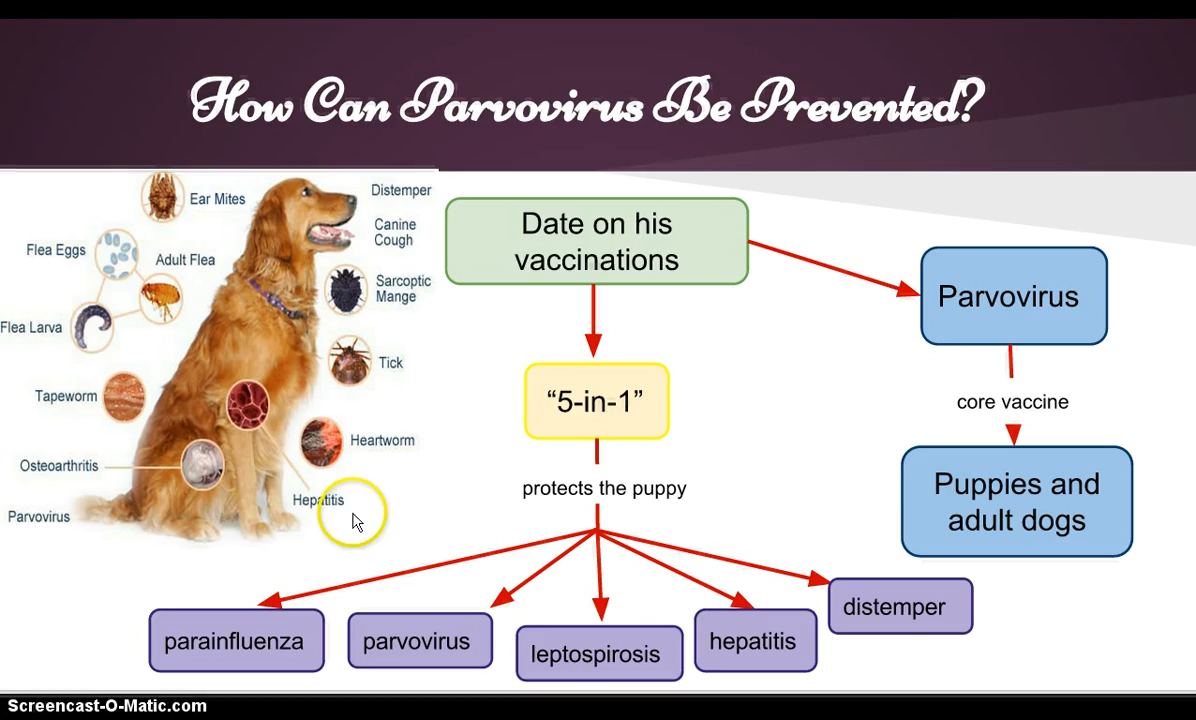 How Can Parvovirus Be Prevented?
Ear Mites
Distemper
Canine
Cough
Flea Eggs
Adult Flea
Sarcoptic
Mange
Flea Larva
Tick
Tapeworm
Heartworm
Osteoarthritis
Hepatitis
Parvovirus
Date on his
vaccinations
Parvovirus
“5-in-1”
core vaccine
protects the puppy
Puppies and
adult dogs
parainfluenza
parvovirus
leptospirosis
hepatitis
distemper
Screencast-O-Matic.com